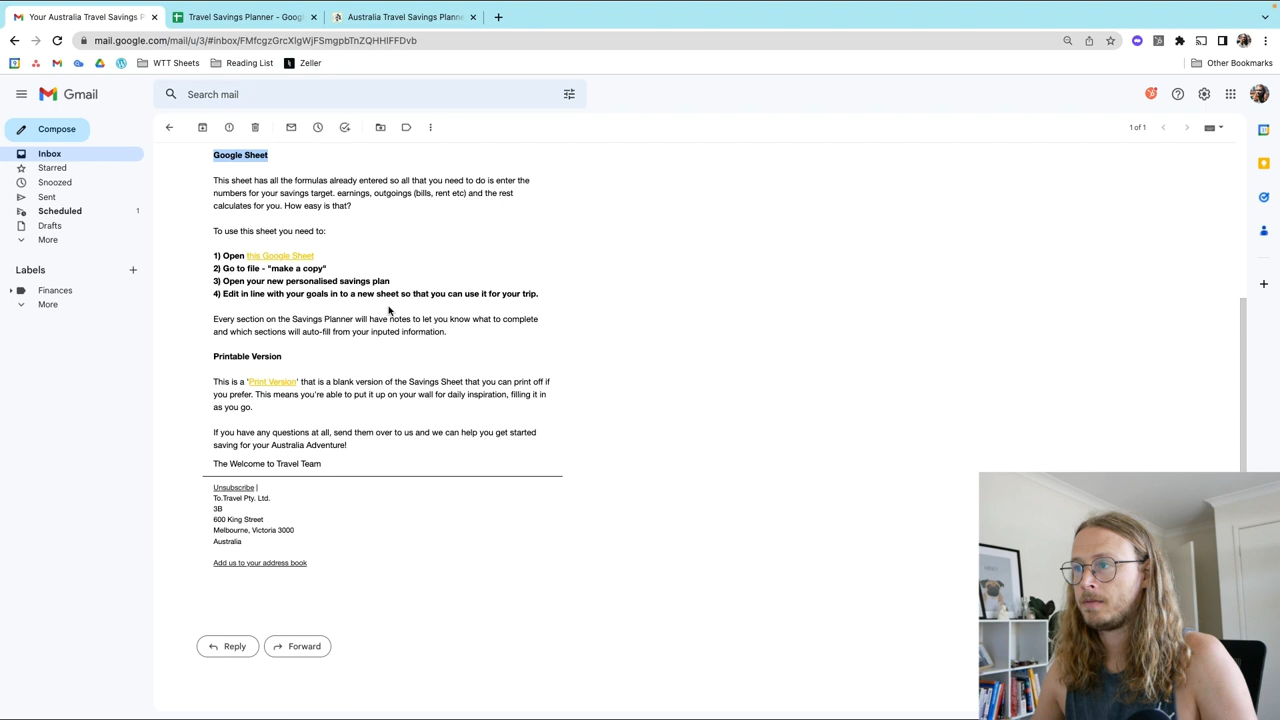 Your Australia Travel Savings P
Travel Savings Planner - Googl
Australia Travel Savings Planne
mail.google.com/mail/u/3/#inbox/FMfcgzGrcXlgWjFSmgpbTnZQHHlFFDvb
WTT Sheets
Reading List
Zeller
Other Bookmarks
Gmail
Search mail
Compose
1 of 1
Inbox
Starred
Snoozed
Sent
Scheduled 1
Drafts
More
Labels
Finances
More
Google Sheet
This sheet has all the formulas already entered so all that you need to do is enter the
numbers for your savings target. earnings, outgoings (bills, rent etc) and the rest
calculates for you. How easy is that?
To use this sheet you need to:
1) Open this Google Sheet
2) Go to file - "make a copy"
3) Open your new personalised savings plan
4) Edit in line with your goals in to a new sheet so that you can use it for your trip.
Every section on the Savings Planner will have notes to let you know what to complete
and which sections will auto-fill from your inputed information.
Printable Version
This is a 'Print Version' that is a blank version of the Savings Sheet that you can print off if
you prefer. This means you're able to put it up on your wall for daily inspiration, filling it in
as you go.
If you have any questions at all, send them over to us and we can help you get started
saving for your Australia Adventure!
The Welcome to Travel Team
Unsubscribe |
To.Travel Pty. Ltd.
3B
600 King Street
Melbourne, Victoria 3000
Australia
Add us to your address book
Reply
Forward